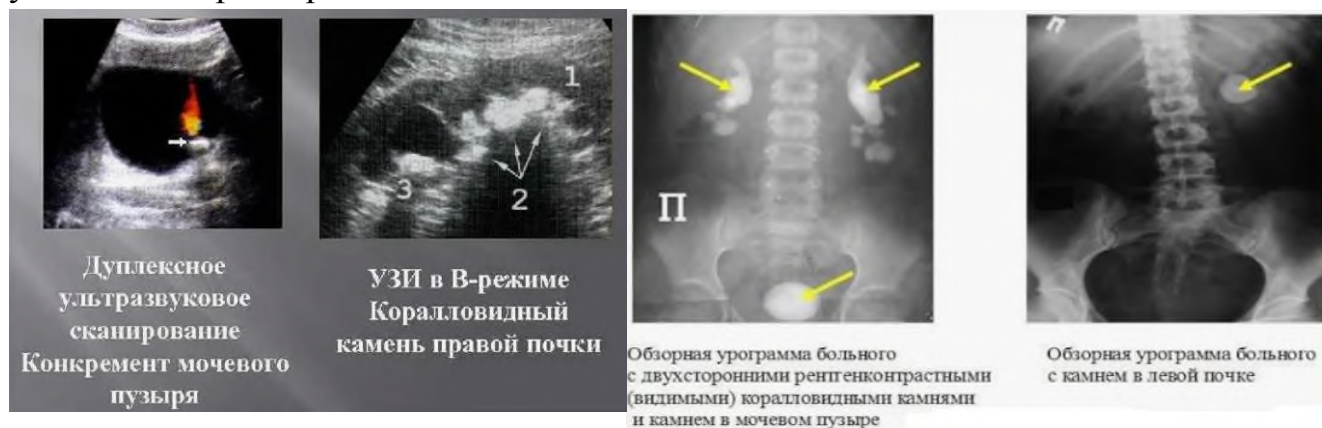 1
2
3
Дуплексное
ультразвуковое
сканирование
Конкремент мочевого
пузыря
УЗИ в В-режиме
Коралловидный
камень правой почки
П
Обзорная урограмма больного
с двухсторонними рентгенконтрастными
(видимыми) коралловидными камнями
и камнем в мочевом пузыре
П
Обзорная урограмма больного
с камнем в левой почке